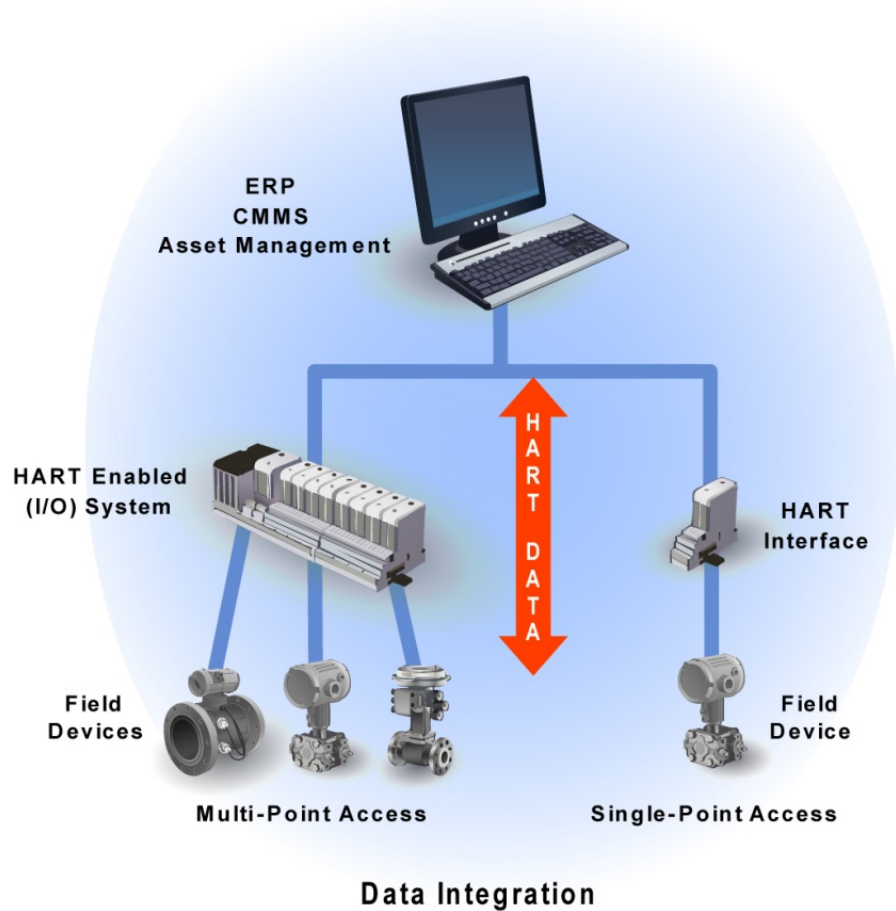 ERP
CMMS
Asset Management
HART DATA
HART Enabled
(I/O) System
HART
Interface
Field
Devices
Field
Device
Multi-Point Access
Single-Point Access
Data Integration